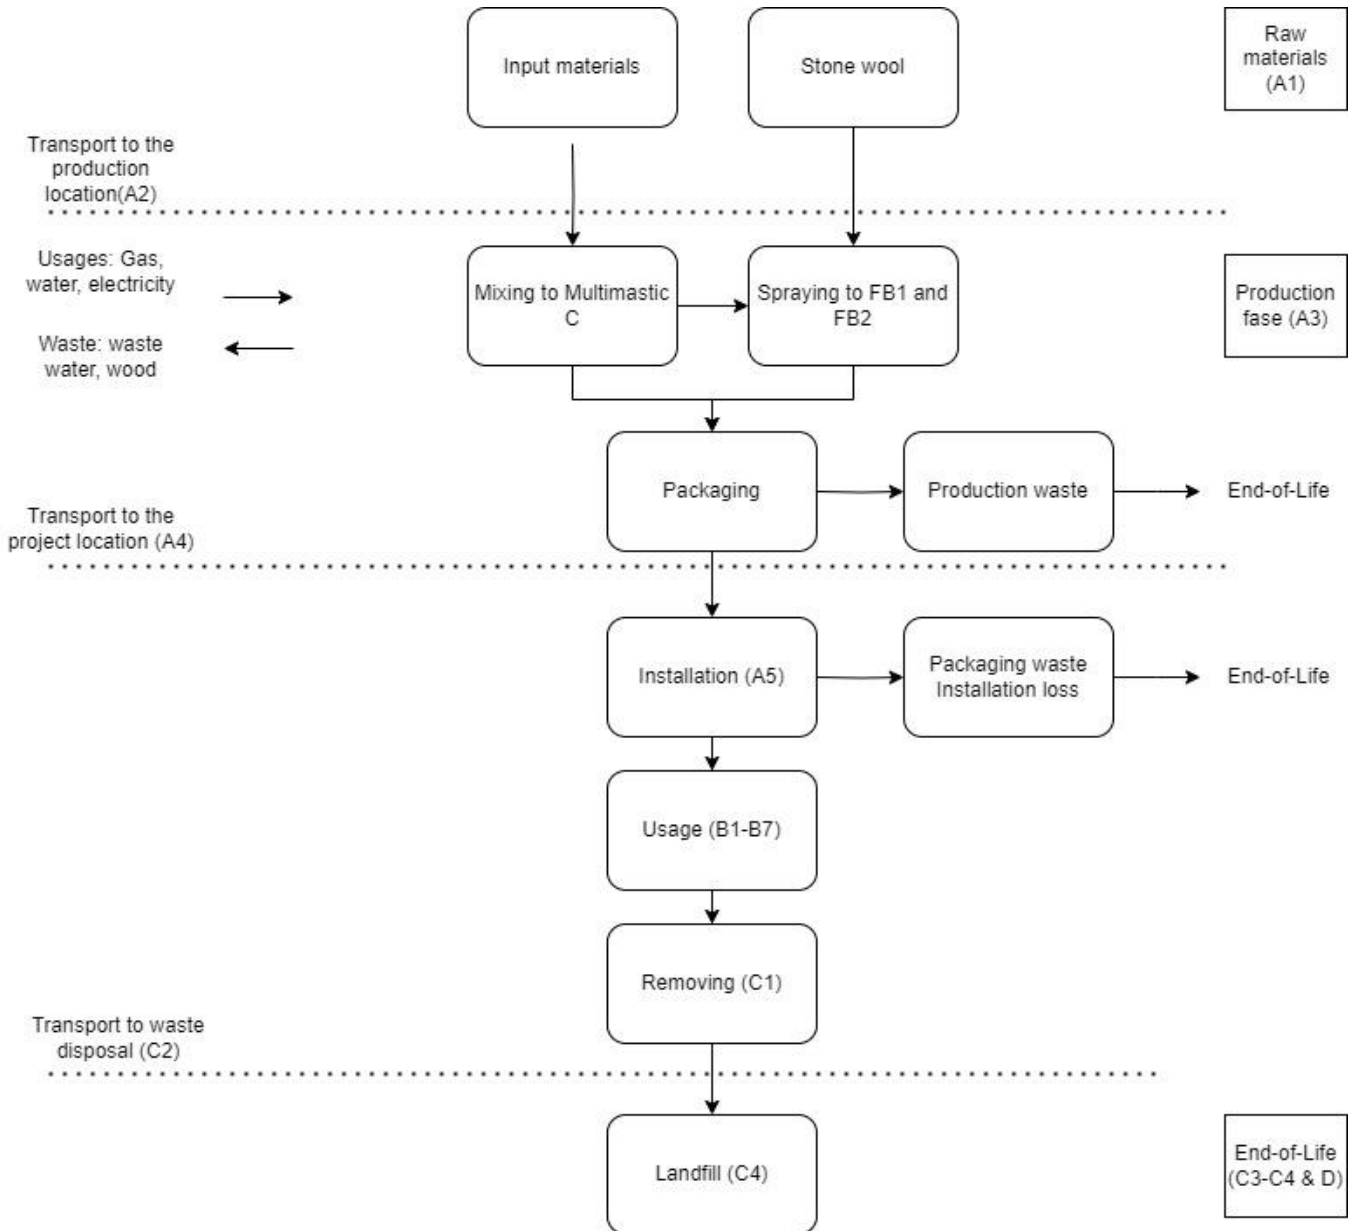 Input materials
Stone wool
Raw
materials
(A1)
Transport to the
production
location(A2)
Usages: Gas,
water, electricity
Waste: waste
water, wood
Mixing to Multimastic
C
Spraying to FB1 and
FB2
Production
fase (A3)
Packaging
Production waste
End-of-Life
Transport to the
project location (A4)
Installation (A5)
Packaging waste
Installation loss
End-of-Life
Usage (B1-B7)
Removing (C1)
Transport to waste
disposal (C2)
Landfill (C4)
End-of-Life
(C3-C4 & D)